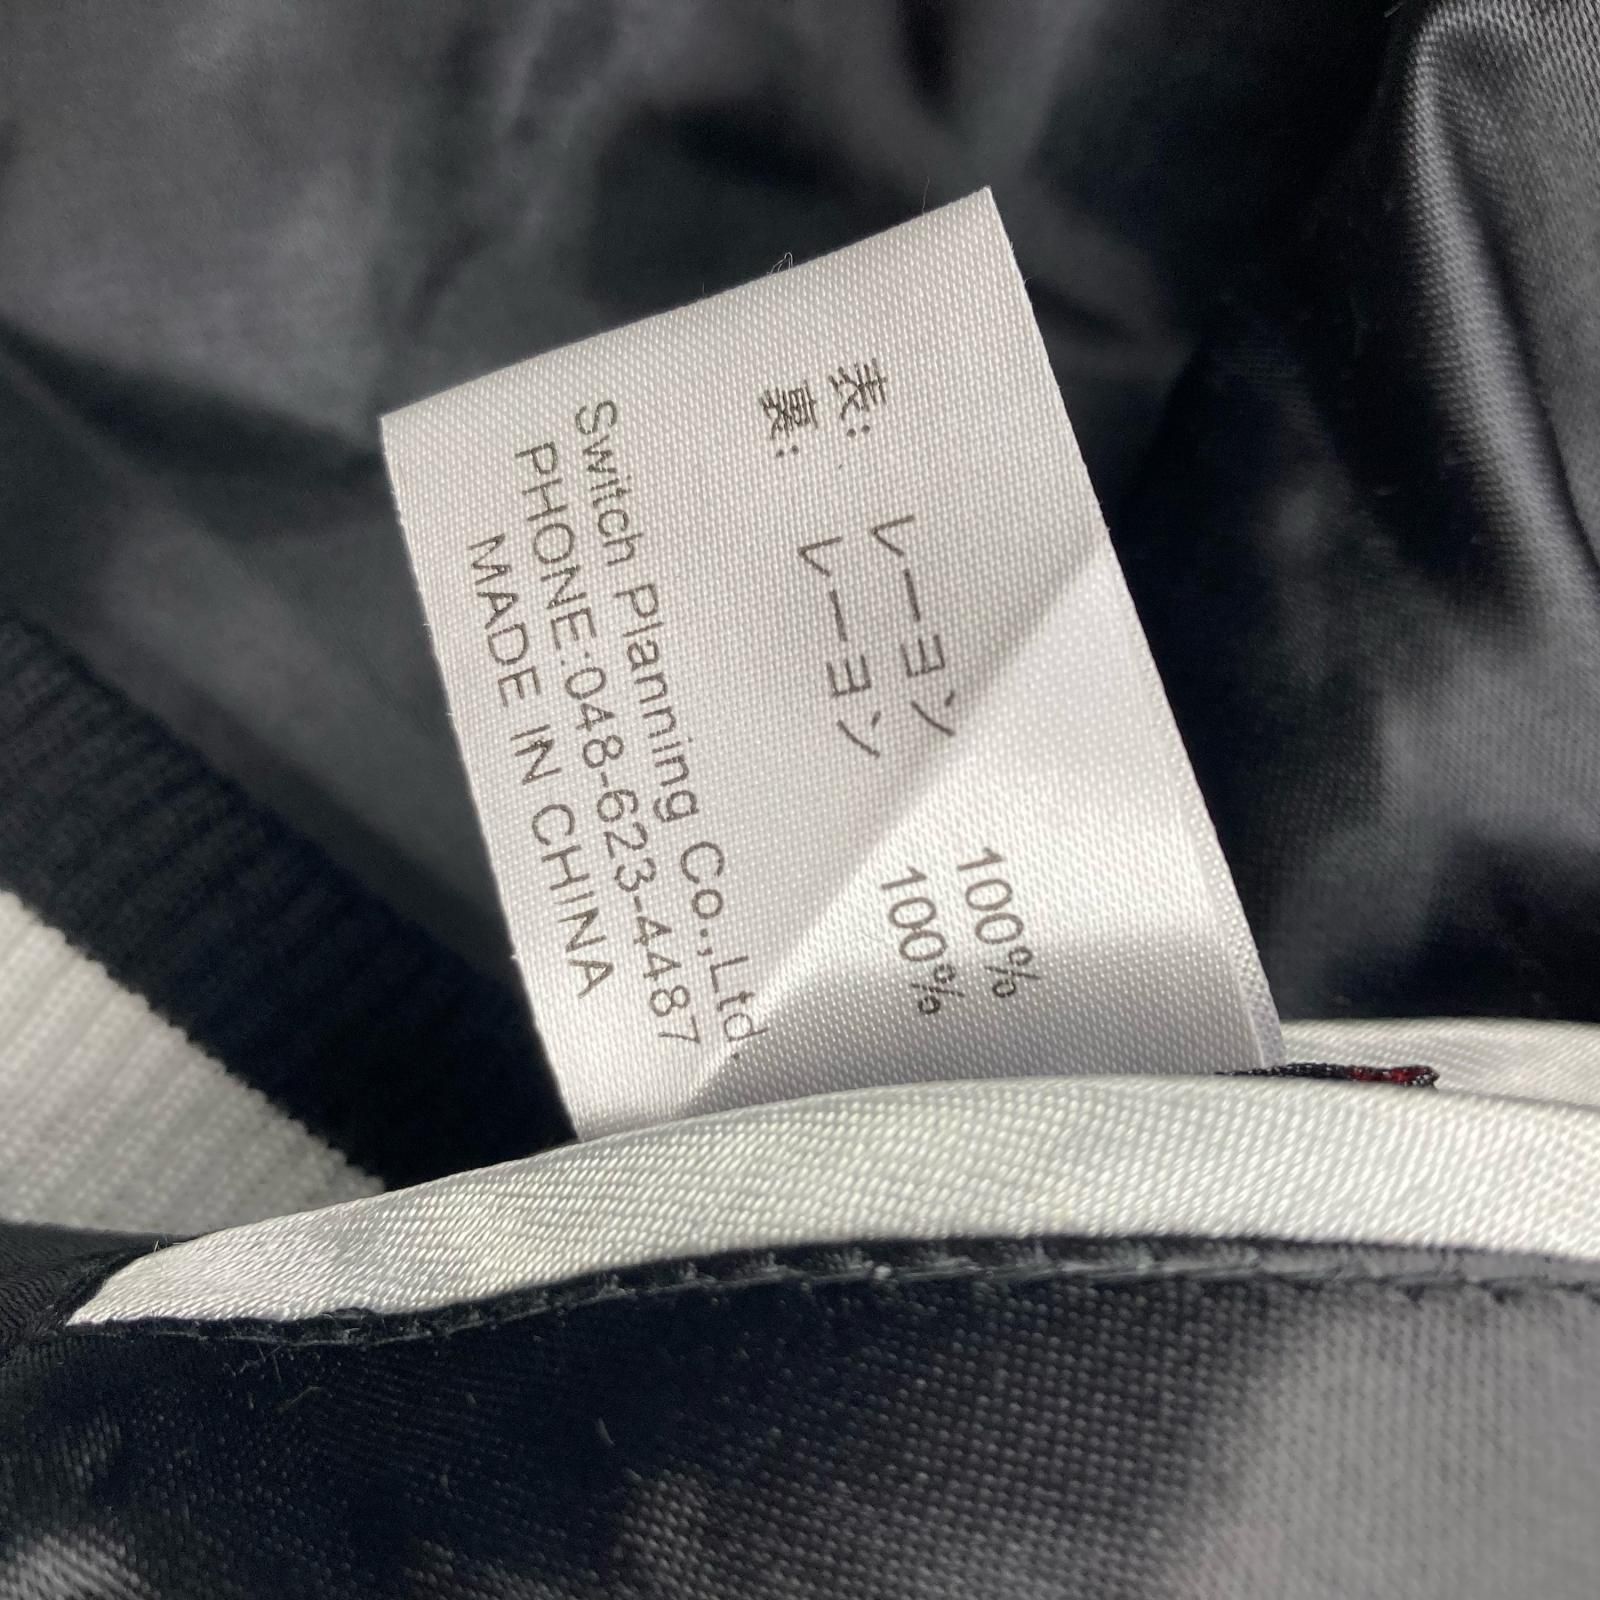 表: レーヨン 100%
裏: レーヨン 100%
Switch Planning Co.,Ltd.
PHONE:048-623-4487
MADE IN CHINA